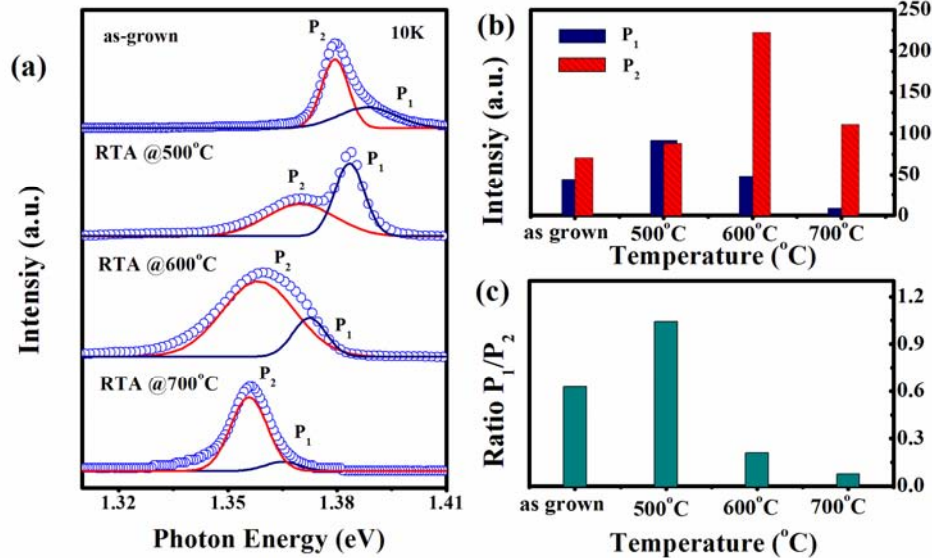 (a)
as-grown
10K
P2
P1
RTA @500°C
P2
P1
RTA @600°C
P2
P1
RTA @700°C
P2
P1
Intensiy (a.u.)
1.32
1.35
1.38
1.41
Photon Energy (eV)
(b)
P1
P2
Intensiy (a.u.)
250
200
150
100
50
0
as grown
500°C
600°C
700°C
Temperature (°C)
(c)
Ratio P1/P2
1.2
0.9
0.6
0.3
0.0
as grown
500°C
600°C
700°C
Temperature (°C)